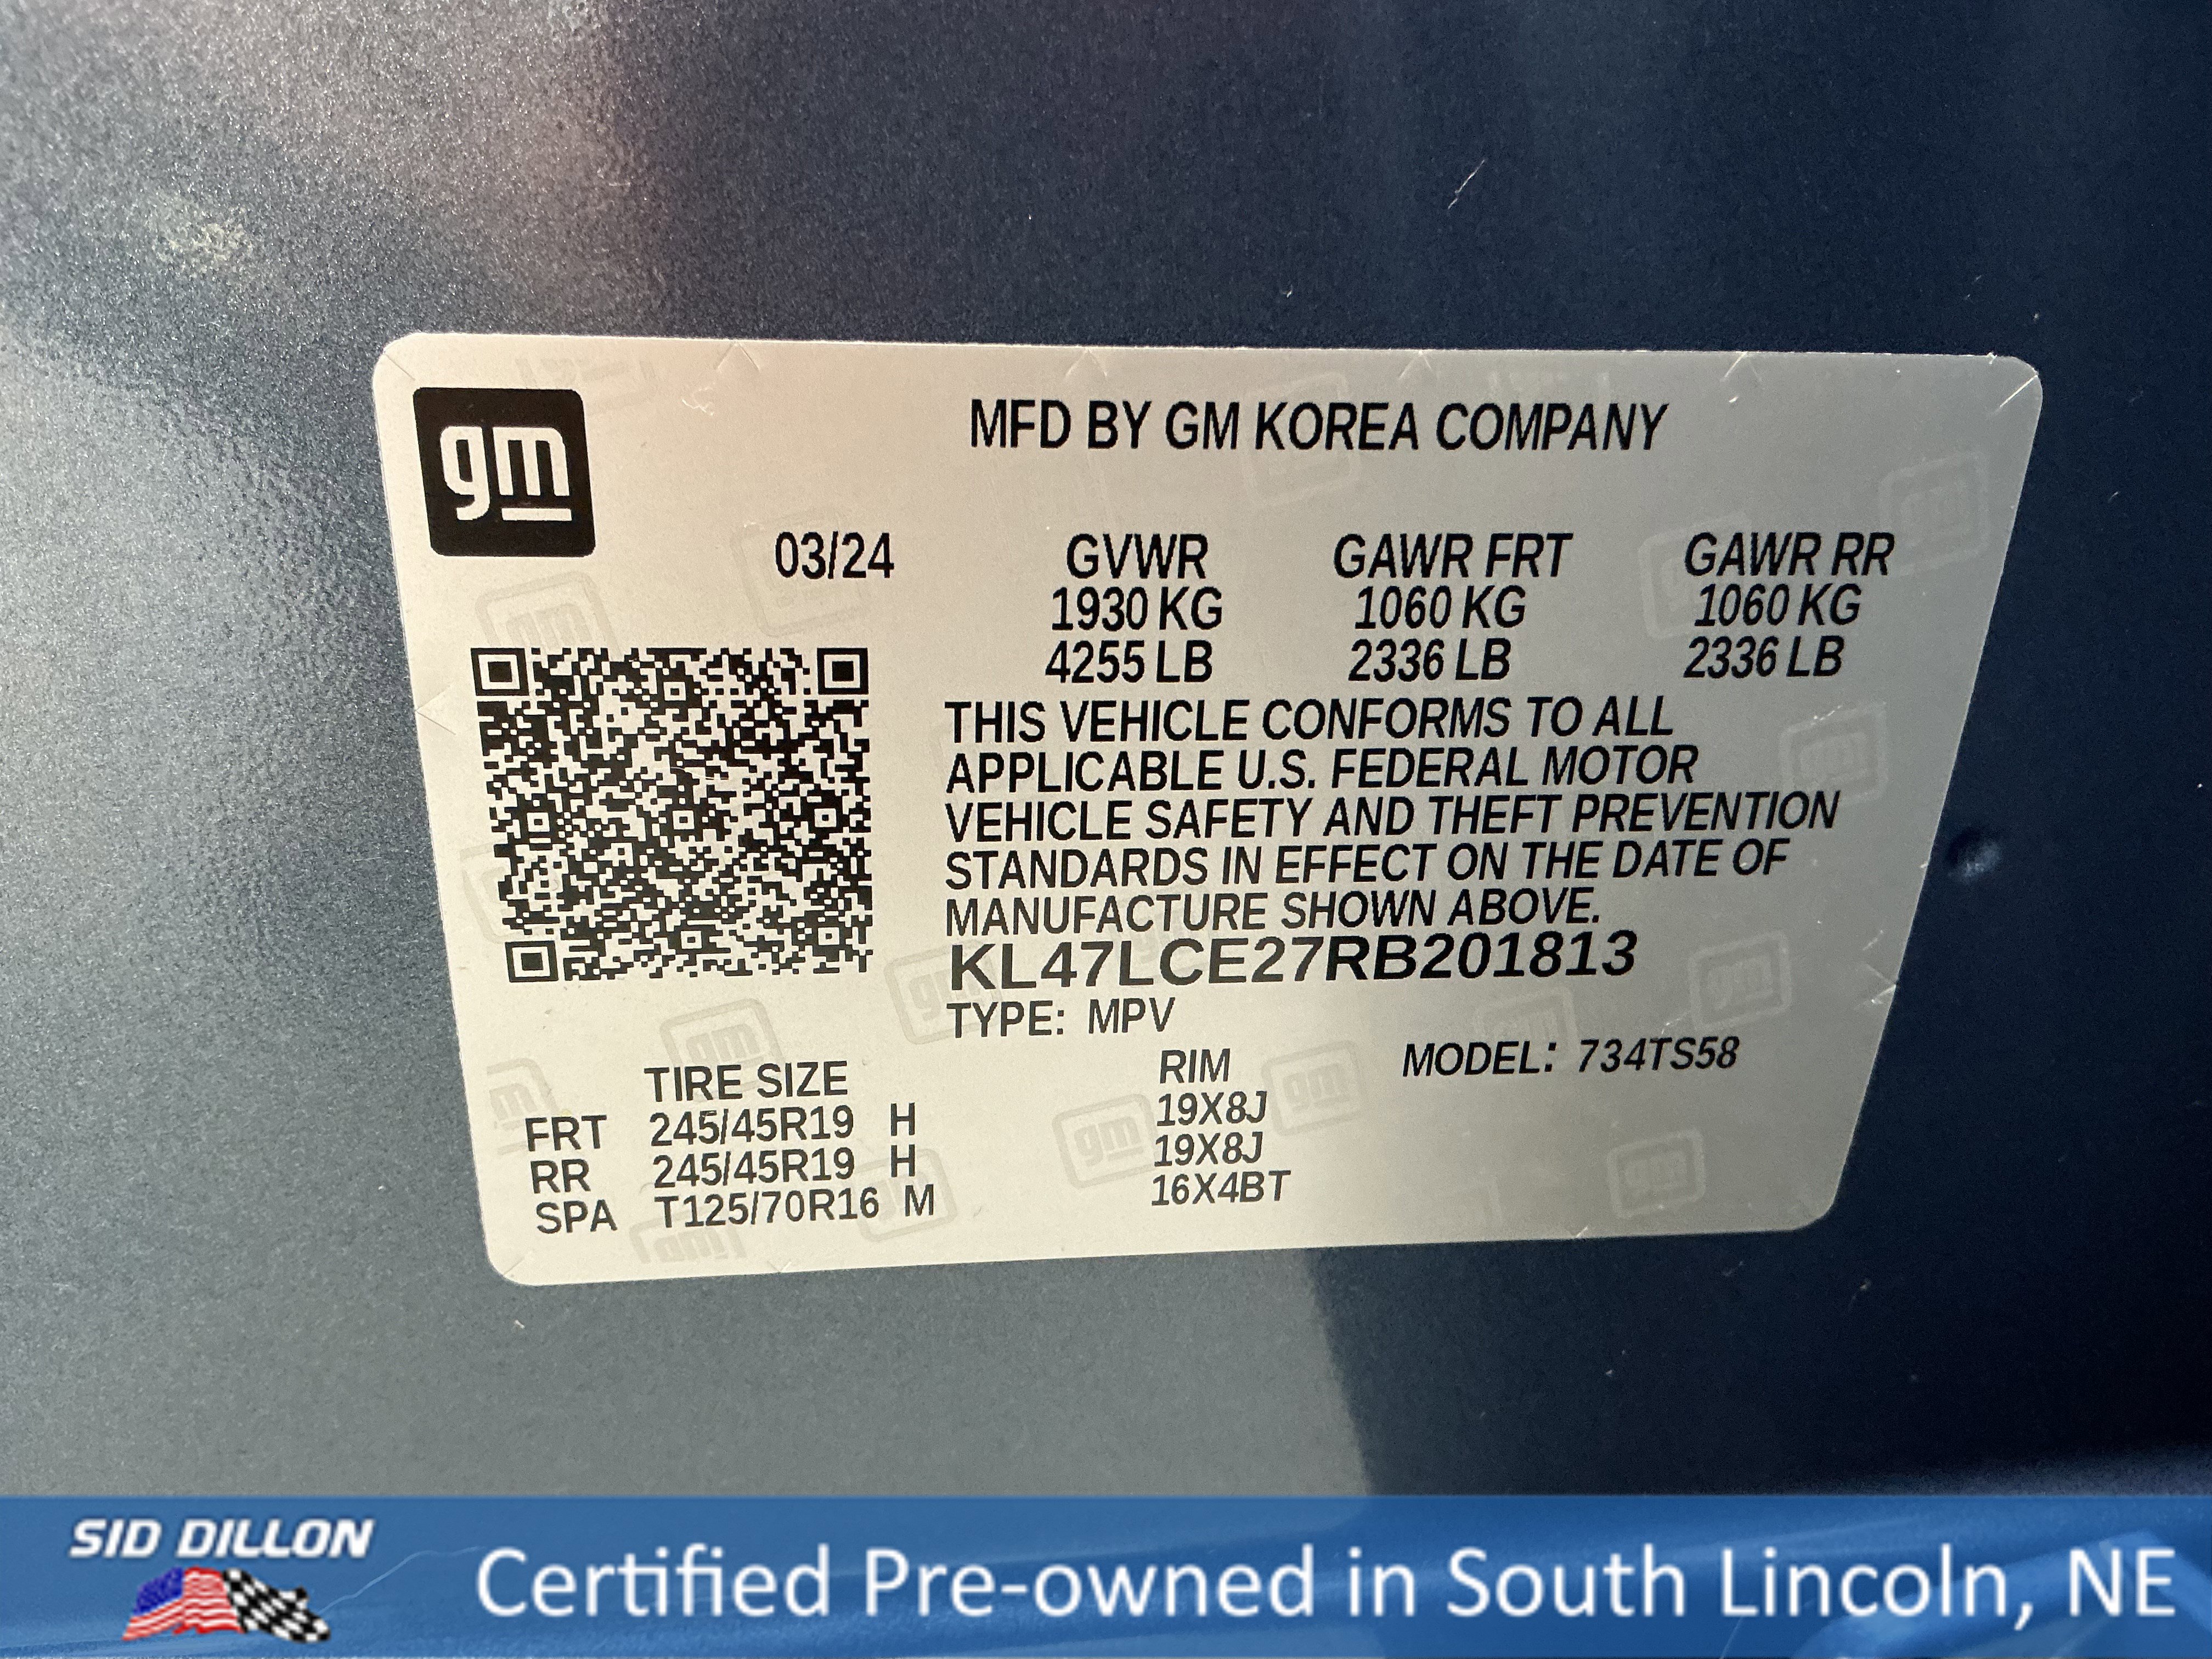 gm
MFD BY GM KOREA COMPANY
03/24 GVWR GAWR FRT GAWR RR
1930 KG 1060 KG 1060 KG
4255 LB 2336 LB 2336 LB
THIS VEHICLE CONFORMS TO ALL
APPLICABLE U.S. FEDERAL MOTOR
VEHICLE SAFETY AND THEFT PREVENTION
STANDARDS IN EFFECT ON THE DATE OF
MANUFACTURE SHOWN ABOVE.
KL47LCE27RB201813
TYPE: MPV
MODEL: 734TS58
TIRE SIZE RIM
FRT 245/45R19 H 19X8J
RR 245/45R19 H 19X8J
SPA T125/70R16 M 16X4BT
SID DILLON
Certified Pre-owned in South Lincoln, NE